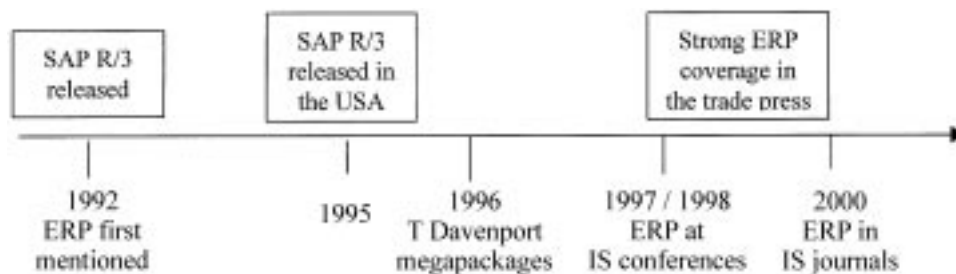 SAP R/3
released
SAP R/3
released in
the USA
Strong ERP
coverage in
the trade press
1992
ERP first
mentioned
1995
1996
T Davenport
megapackages
1997 / 1998
ERP at
IS conferences
2000
ERP in
IS journals